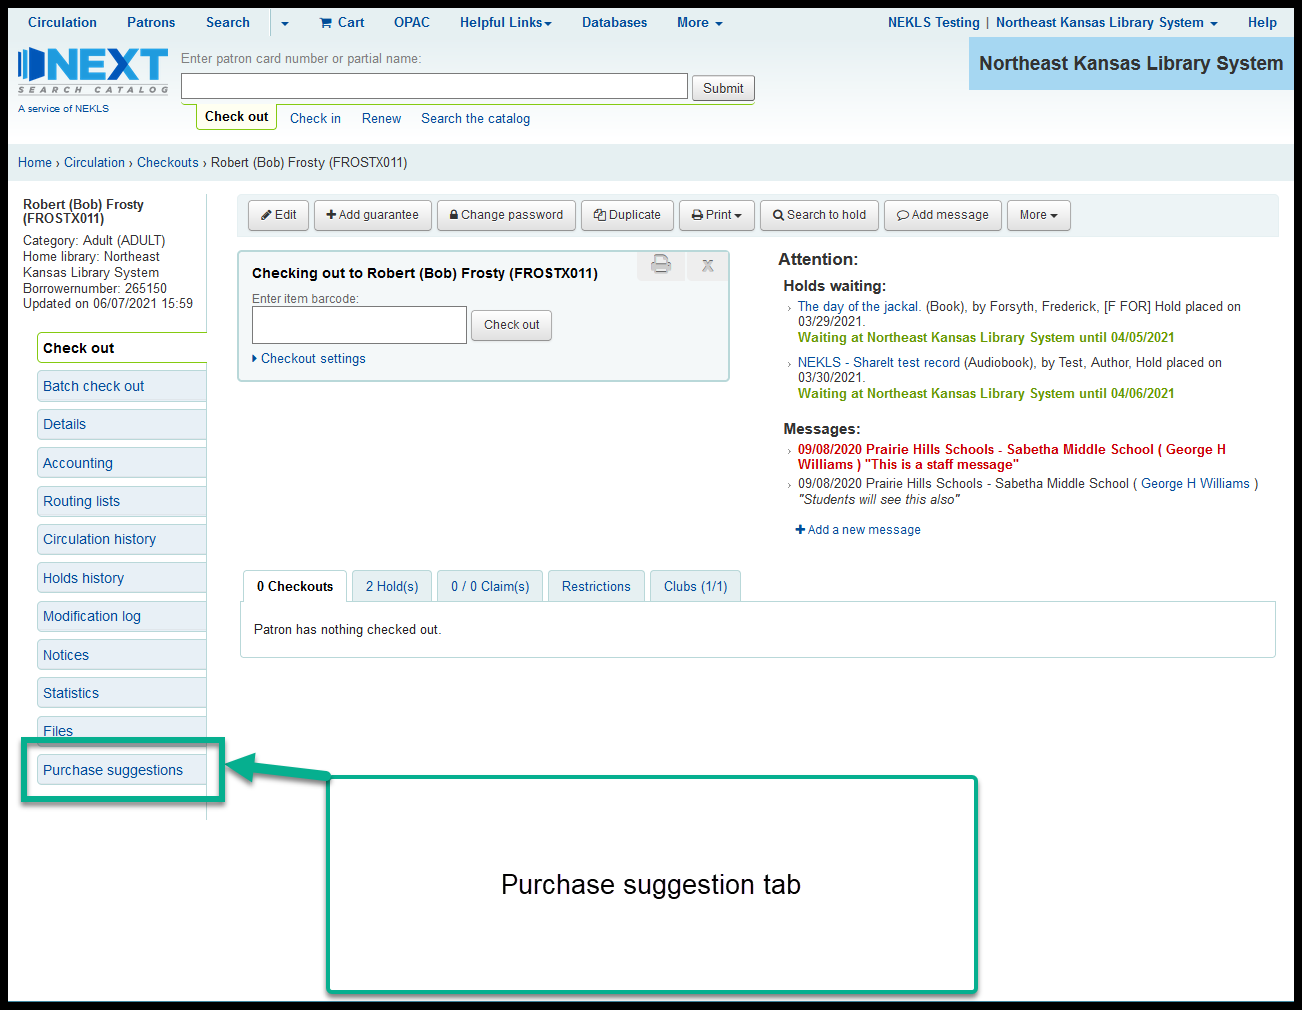 Circulation Patrons Search Cart OPAC Helpful Links Databases More NEKLS Testing | Northeast Kansas Library System Help
NEXT
SEARCH CATALOG
A service of NEKLS
Enter patron card number or partial name:
Submit
Check out Check in Renew Search the catalog
Northeast Kansas Library System
Home › Circulation › Checkouts › Robert (Bob) Frosty (FROSTX011)
Robert (Bob) Frosty
(FROSTX011)
Category: Adult (ADULT)
Home library: Northeast
Kansas Library System
Borrowernumber: 265150
Updated on 06/07/2021 15:59
Check out
Batch check out
Details
Accounting
Routing lists
Circulation history
Holds history
Modification log
Notices
Statistics
Files
Purchase suggestions
Edit + Add guarantee Change password Duplicate Print Search to hold Add message More
Checking out to Robert (Bob) Frosty (FROSTX011)
X
Enter item barcode:
Check out
Checkout settings
Attention:
Holds waiting:
› The day of the jackal. (Book), by Forsyth, Frederick, [F FOR] Hold placed on
03/29/2021.
Waiting at Northeast Kansas Library System until 04/05/2021
› NEKLS - ShareIt test record (Audiobook), by Test, Author, Hold placed on
03/30/2021.
Waiting at Northeast Kansas Library System until 04/06/2021
Messages:
› 09/08/2020 Prairie Hills Schools - Sabetha Middle School ( George H
Williams ) "This is a staff message"
› 09/08/2020 Prairie Hills Schools - Sabetha Middle School ( George H Williams )
"Students will see this also"
+ Add a new message
0 Checkouts 2 Hold(s) 0 / 0 Claim(s) Restrictions Clubs (1/1)
Patron has nothing checked out.
Purchase suggestion tab